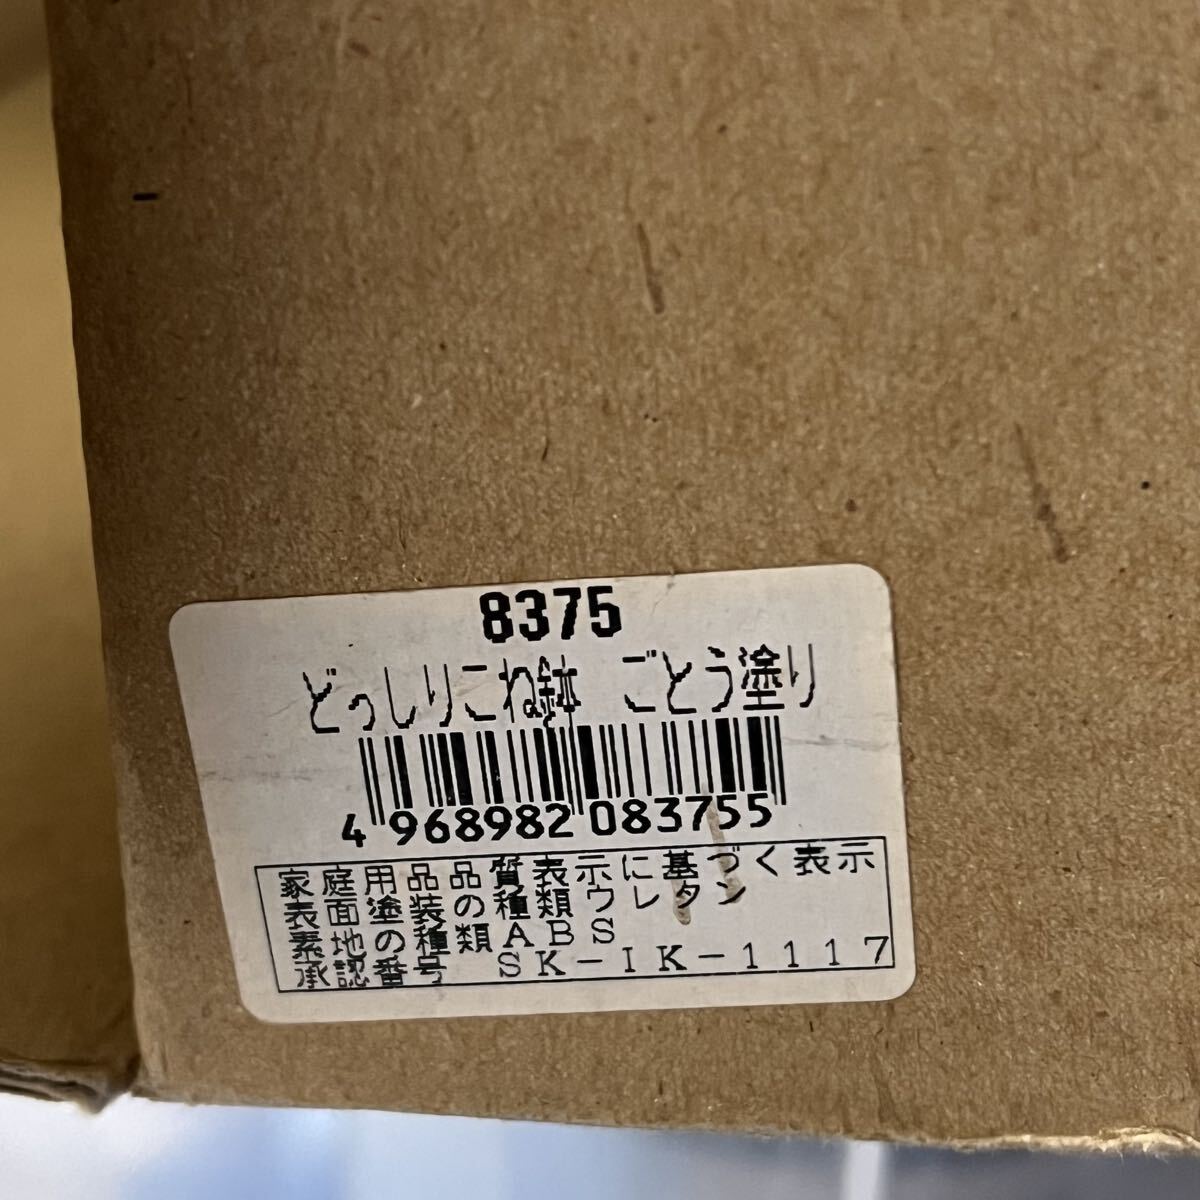 8375
どっしりこね鉢　ごとう塗り
4 968982 083755
家庭用品品質表示に基づく表示
表面塗装の種類ウレタン
素地の種類ABS
承認番号 SK-IK-1117